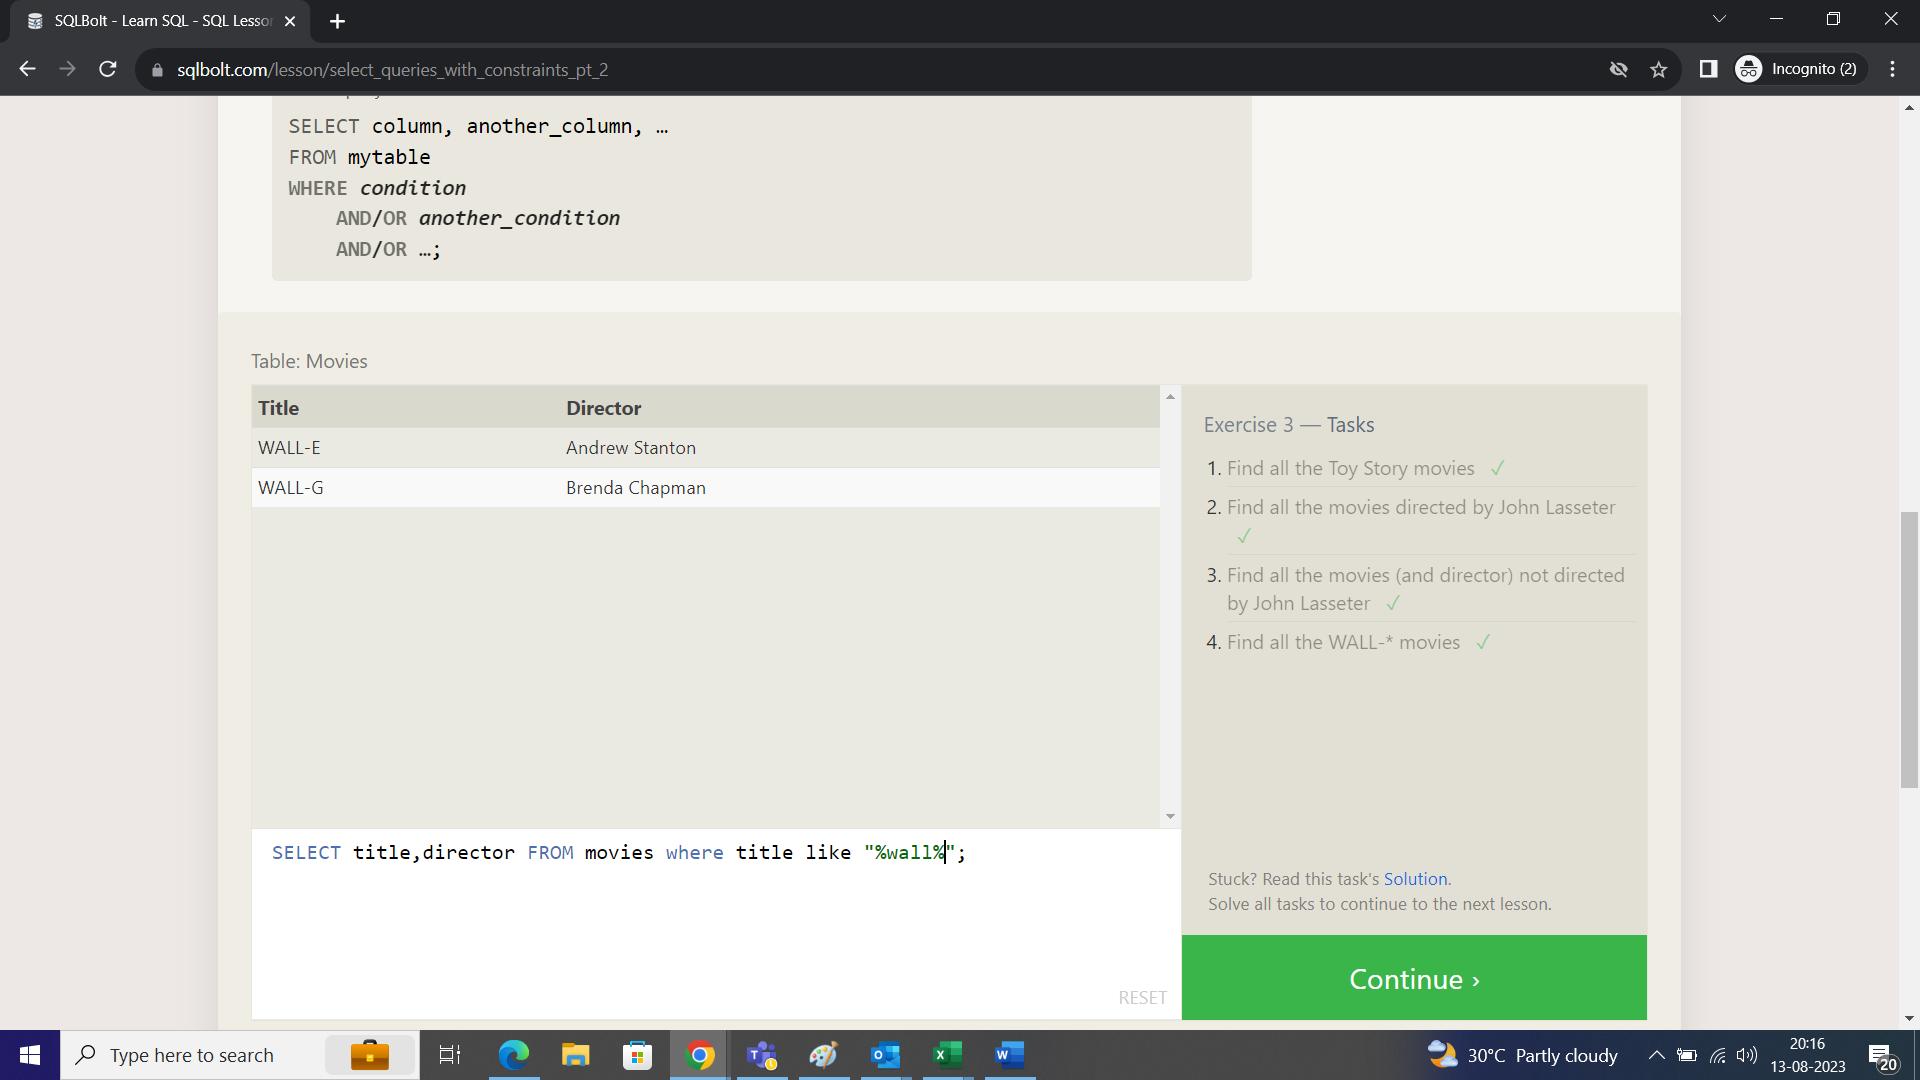 SQLBolt - Learn SQL - SQL Lesso
sqlbolt.com/lesson/select_queries_with_constraints_pt_2
Incognito (2)
SELECT column, another_column, …
FROM mytable
WHERE condition
AND/OR another_condition
AND/OR …;
Table: Movies
Title Director
WALL-E Andrew Stanton
WALL-G Brenda Chapman
Exercise 3 — Tasks
1. Find all the Toy Story movies ✓
2. Find all the movies directed by John Lasseter
✓
3. Find all the movies (and director) not directed
by John Lasseter ✓
4. Find all the WALL-* movies ✓
SELECT title,director FROM movies where title like "%wall%";
RESET
Stuck? Read this task's Solution.
Solve all tasks to continue to the next lesson.
Continue ›
Type here to search
30°C Partly cloudy
20:16
13-08-2023
20